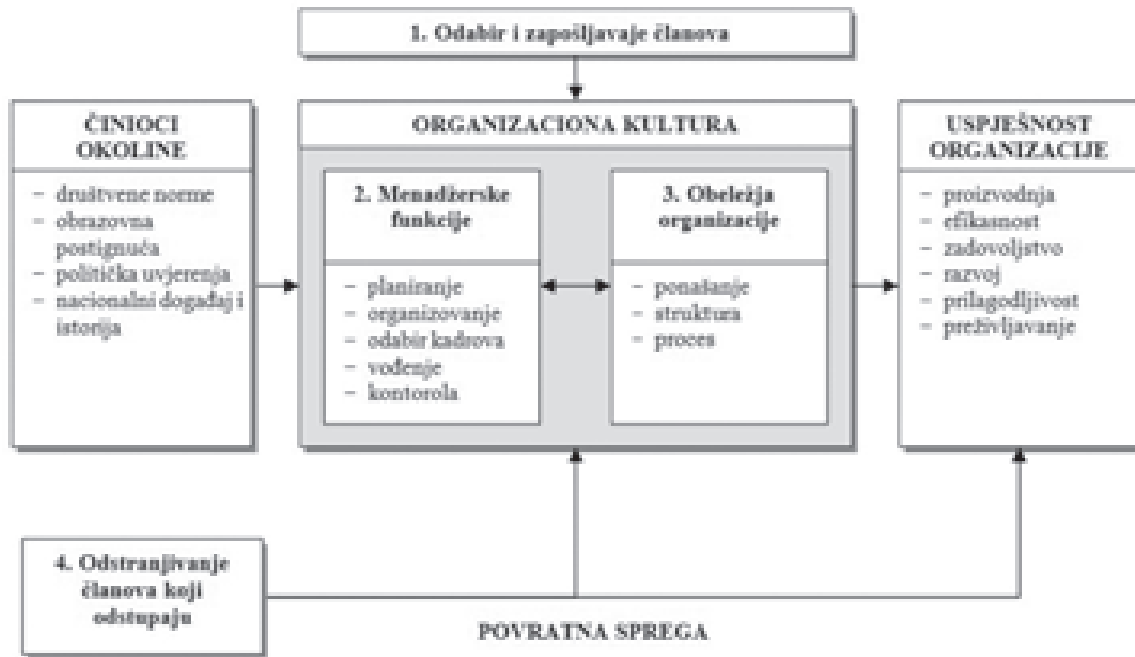 1. Odabir i zapošljavaje članova
ČINIOCI
OKOLINE
– društvene norme
– obrazovna
postignuća
– politička uvjerenja
– nacionalni događaj i
istorija
ORGANIZACIONA KULTURA
2. Menadžerske
funkcije
– planiranje
– organizovanje
– odabir kadrova
– vođenje
– kontorola
3. Obeležja
organizacije
– ponašanje
– struktura
– proces
USPJEŠNOST
ORGANIZACIJE
– proizvodnja
– efikasnost
– zadovoljstvo
– razvoj
– prilagodljivost
– preživljavanje
4. Odstranjivanje
članova koji
odstupaju
POVRATNA SPREGA